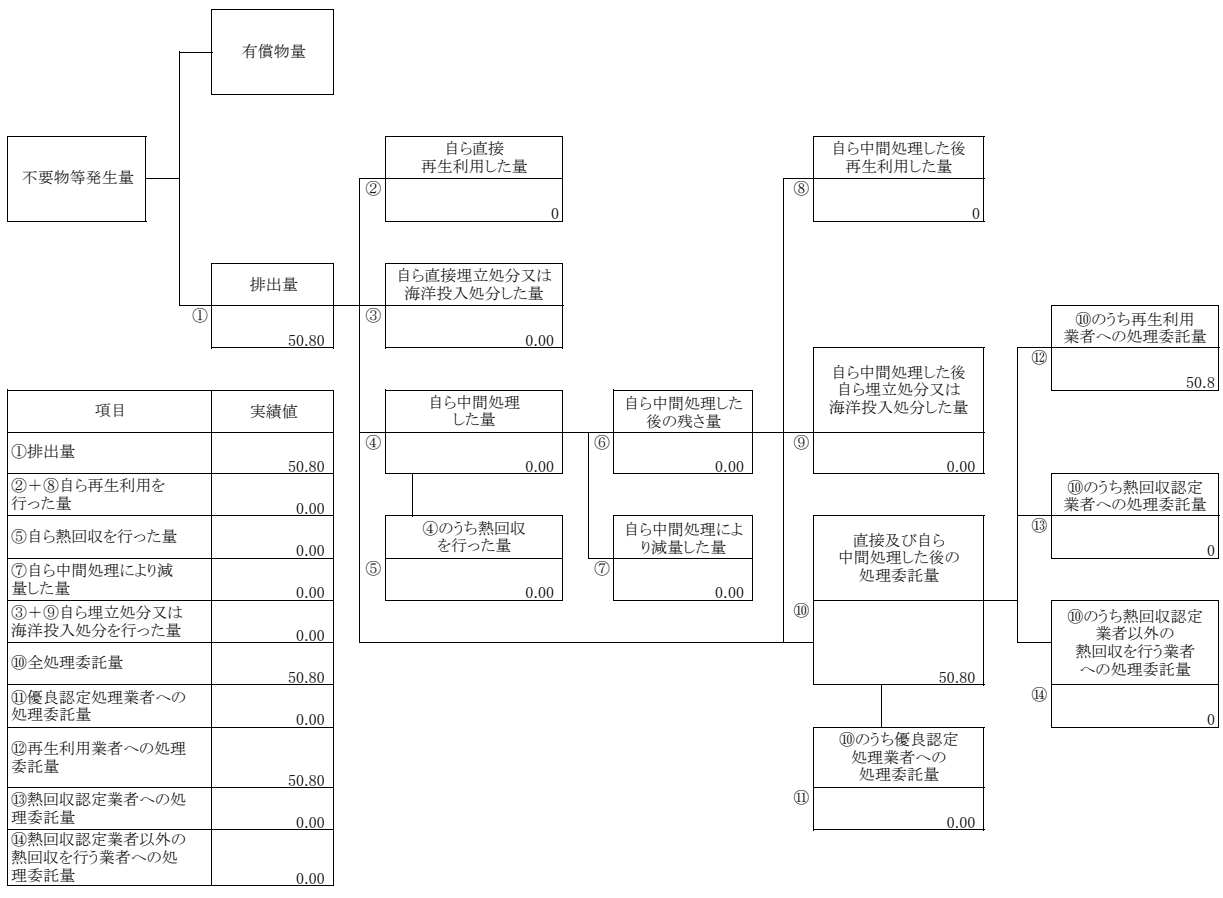 有償物量
不要物等発生量
排出量
①
50.80
自ら直接
再生利用した量
②
0
自ら直接埋立処分又は
海洋投入処分した量
③
0.00
自ら中間処理
した量
④
0.00
④のうち熱回収
を行った量
⑤
0.00
自ら中間処理した
後の残さ量
⑥
0.00
自ら中間処理によ
り減量した量
⑦
0.00
自ら中間処理した後
再生利用した量
⑧
0
自ら中間処理した後
自ら埋立処分又は
海洋投入処分した量
⑨
0.00
直接及び自ら
中間処理した後の
処理委託量
⑩
50.80
⑩のうち優良認定
処理業者への
処理委託量
⑪
0.00
⑩のうち再生利用
業者への処理委託量
⑫
50.8
⑩のうち熱回収認定
業者への処理委託量
⑬
0
⑩のうち熱回収認定
業者以外の
熱回収を行う業者
への処理委託量
⑭
0
項目 実績値
①排出量
50.80
②＋⑧自ら再生利用を
行った量
0.00
⑤自ら熱回収を行った量
0.00
⑦自ら中間処理により減
量した量
0.00
③＋⑨自ら埋立処分又は
海洋投入処分を行った量
0.00
⑩全処理委託量
50.80
⑪優良認定処理業者への
処理委託量
0.00
⑫再生利用業者への処理
委託量
50.80
⑬熱回収認定業者への処
理委託量
0.00
⑭熱回収認定業者以外の
熱回収を行う業者への処
理委託量
0.00